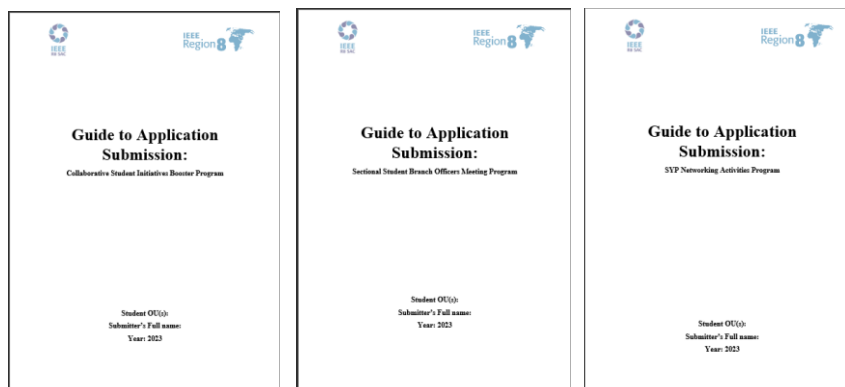 IEEE
R8 SAC
IEEE
Region 8
Guide to Application
Submission:
Collaborative Student Initiatives Booster Program
Student OU(s):
Submitter's Full name:
Year: 2023
IEEE
R8 SAC
IEEE
Region 8
Guide to Application
Submission:
Sectional Student Branch Officers Meeting Program
Student OU(s):
Submitter's Full name:
Year: 2023
IEEE
R8 SAC
IEEE
Region 8
Guide to Application
Submission:
SYP Networking Activities Program
Student OU(s):
Submitter's Full name:
Year: 2023